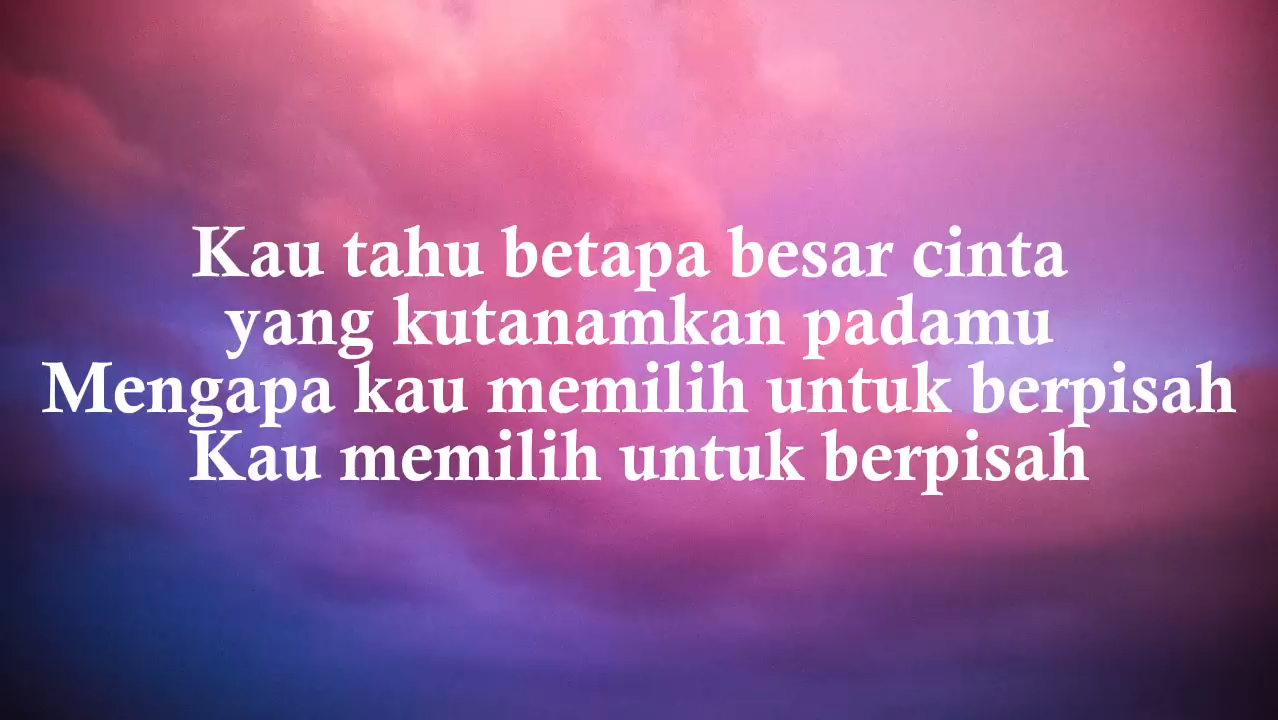 Kau tahu betapa besar cinta
yang kutanamkan padamu
Mengapa kau memilih untuk berpisah
Kau memilih untuk berpisah